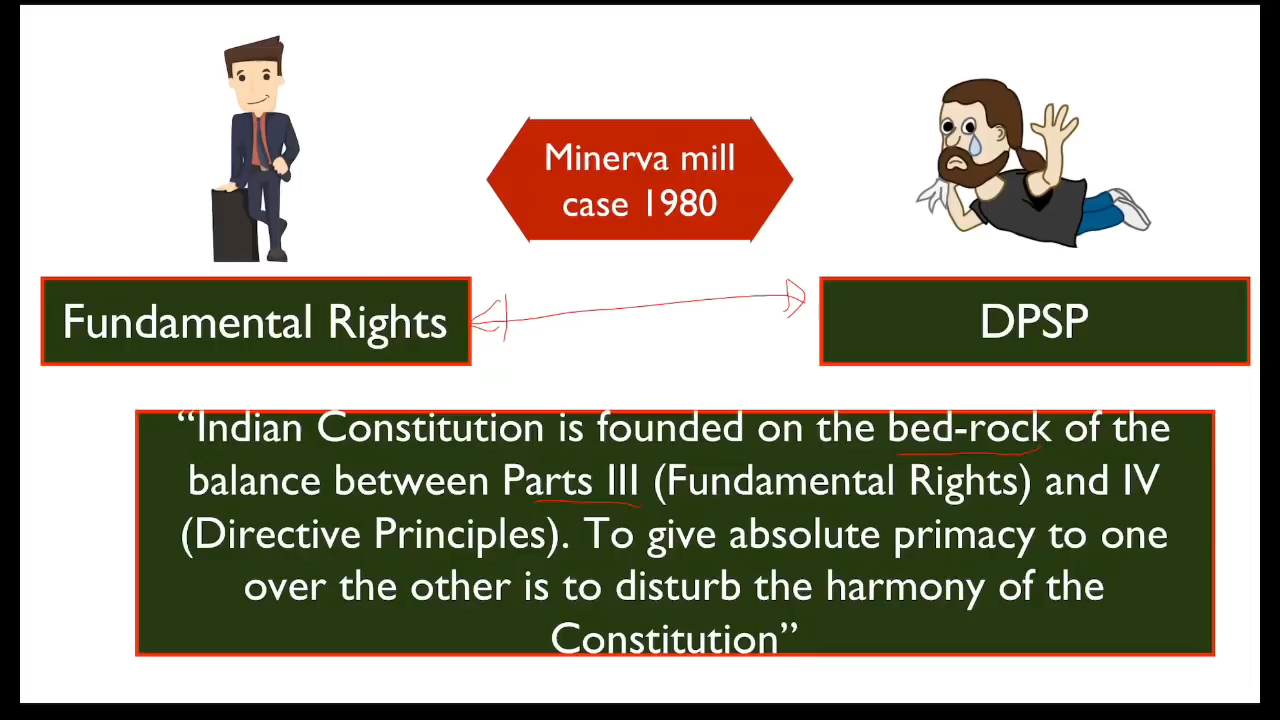 Minerva mill
case 1980
Fundamental Rights
DPSP
“Indian Constitution is founded on the bed-rock of the
balance between Parts III (Fundamental Rights) and IV
(Directive Principles). To give absolute primacy to one
over the other is to disturb the harmony of the
Constitution”